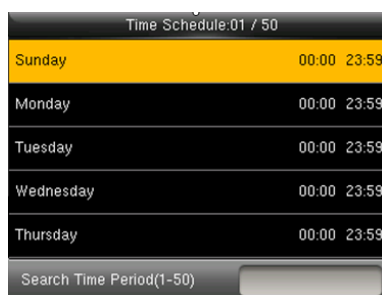 Time Schedule:01 / 50
Sunday 00:00 23:59
Monday 00:00 23:59
Tuesday 00:00 23:59
Wednesday 00:00 23:59
Thursday 00:00 23:59
Search Time Period(1-50)